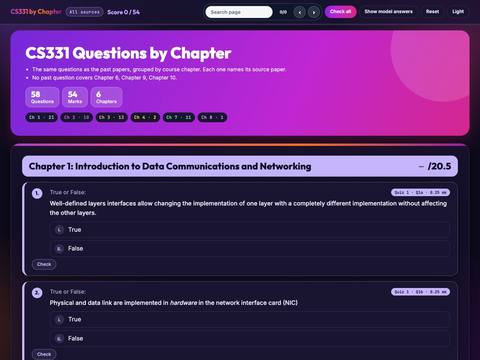 CS331 by Chapter
All sources
Score 0 / 54
Search page
0/0
Check all
Show model answers
Reset
Light
CS331 Questions by Chapter
• The same questions as the past papers, grouped by course chapter. Each one names its source paper.
• No past question covers Chapter 6, Chapter 9, Chapter 10.
58
Questions
54
Marks
6
Chapters
Ch 1 · 21
Ch 3 · 13
Ch 4 · 2
Ch 7 · 11
Ch 8 · 1
Chapter 1: Introduction to Data Communications and Networking
— /20.5
1.
True or False:
Quiz 1 · Q1a · 0.25 mk
Well-defined layers interfaces allow changing the implementation of one layer with a completely different implementation without affecting
the other layers.
i. True
ii. False
Check
2.
True or False:
Quiz 1 · Q1b · 0.25 mk
Physical and data link are implemented in hardware in the network interface card (NIC)
i. True
ii. False
Check